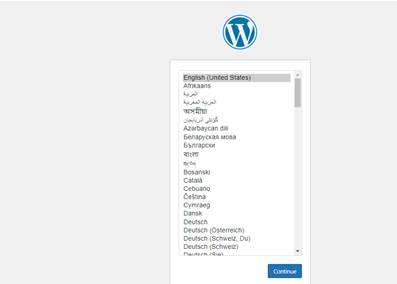 English (United States)
Afrikaans
العربية
العربية المغربية
অসমীয়া
گؤنئی آذربایجان
Azərbaycan dili
Беларуская мова
Български
বাংলা
བོད་ཡིག
Bosanski
Català
Cebuano
Čeština
Cymraeg
Dansk
Deutsch
Deutsch (Österreich)
Deutsch (Schweiz, Du)
Deutsch (Schweiz)
Deutsch (Sie)
Continue